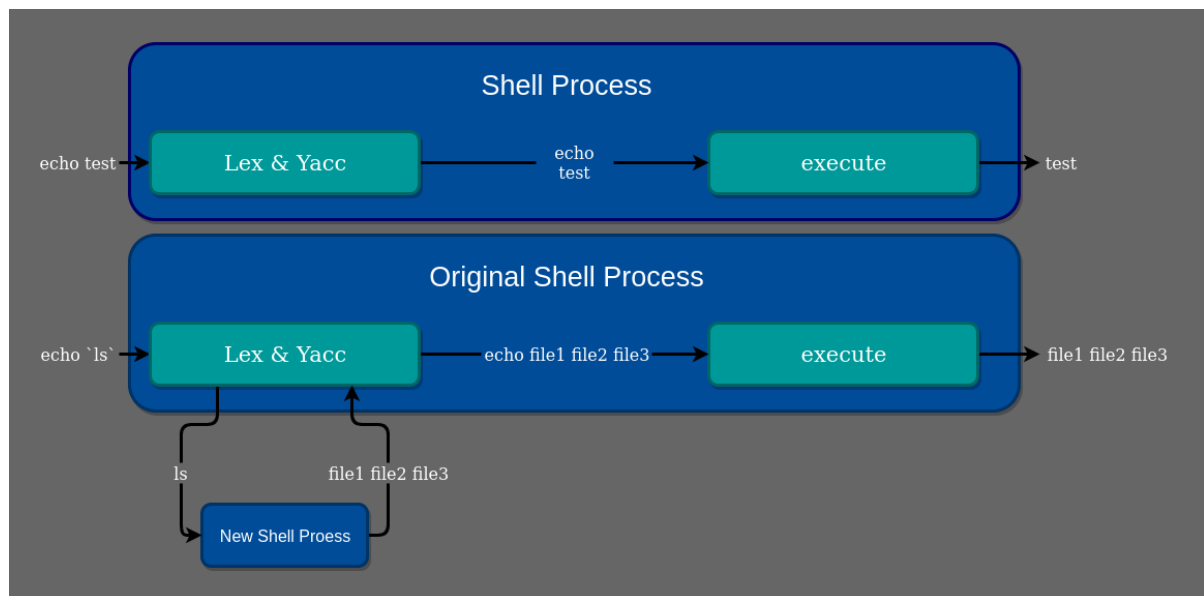 Shell Process
echo test
Lex & Yacc
echo
test
execute
test
Original Shell Process
echo `ls`
Lex & Yacc
echo file1 file2 file3
execute
file1 file2 file3
ls
file1 file2 file3
New Shell Proess